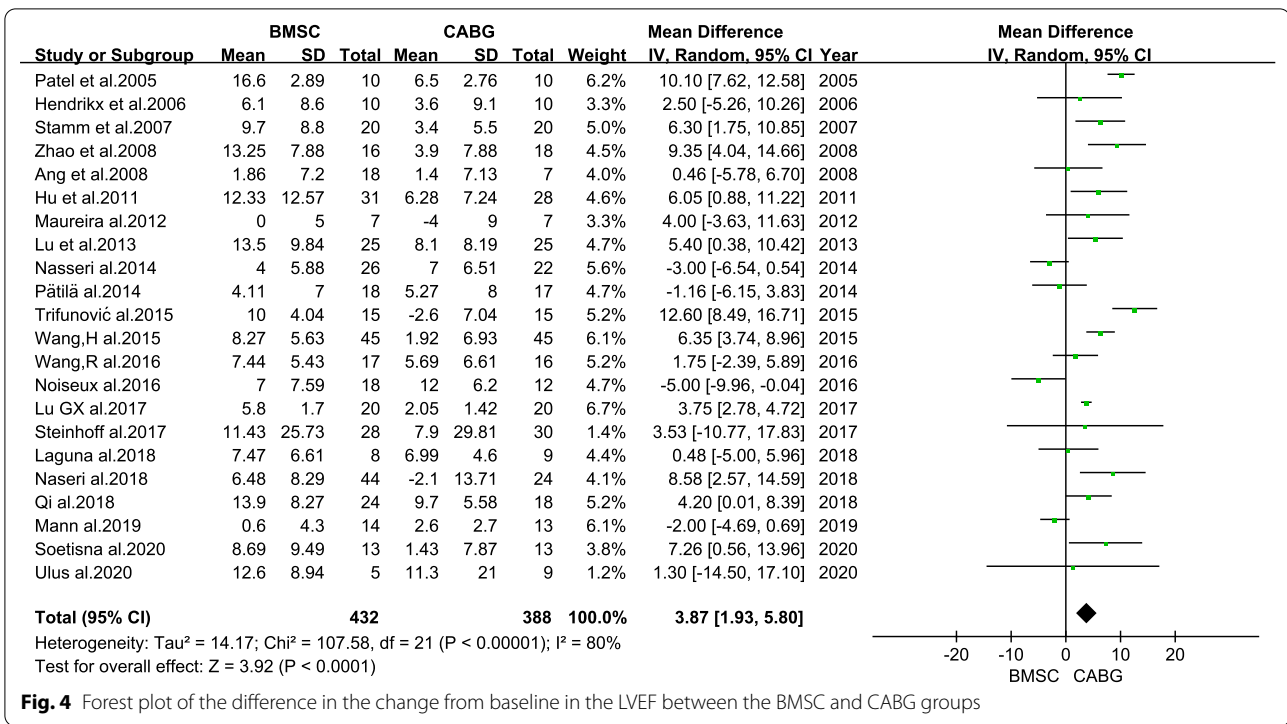 BMSC CABG Mean Difference Mean Difference
Study or Subgroup Mean SD Total Mean SD Total Weight IV, Random, 95% CI Year IV, Random, 95% CI
Patel et al.2005 16.6 2.89 10 6.5 2.76 10 6.2% 10.10 [7.62, 12.58] 2005
Hendrikx et al.2006 6.1 8.6 10 3.6 9.1 10 3.3% 2.50 [-5.26, 10.26] 2006
Stamm et al.2007 9.7 8.8 20 3.4 5.5 20 5.0% 6.30 [1.75, 10.85] 2007
Zhao et al.2008 13.25 7.88 16 3.9 7.88 18 4.5% 9.35 [4.04, 14.66] 2008
Ang et al.2008 1.86 7.2 18 1.4 7.13 7 4.0% 0.46 [-5.78, 6.70] 2008
Hu et al.2011 12.33 12.57 31 6.28 7.24 28 4.6% 6.05 [0.88, 11.22] 2011
Maureira al.2012 0 5 7 -4 9 7 3.3% 4.00 [-3.63, 11.63] 2012
Lu et al.2013 13.5 9.84 25 8.1 8.19 25 4.7% 5.40 [0.38, 10.42] 2013
Nasseri al.2014 4 5.88 26 7 6.51 22 5.6% -3.00 [-6.54, 0.54] 2014
Pätilä al.2014 4.11 7 18 5.27 8 17 4.7% -1.16 [-6.15, 3.83] 2014
Trifunović al.2015 10 4.04 15 -2.6 7.04 15 5.2% 12.60 [8.49, 16.71] 2015
Wang,H al.2015 8.27 5.63 45 1.92 6.93 45 6.1% 6.35 [3.74, 8.96] 2015
Wang,R al.2016 7.44 5.43 17 5.69 6.61 16 5.2% 1.75 [-2.39, 5.89] 2016
Noiseux al.2016 7 7.59 18 12 6.2 12 4.7% -5.00 [-9.96, -0.04] 2016
Lu GX al.2017 5.8 1.7 20 2.05 1.42 20 6.7% 3.75 [2.78, 4.72] 2017
Steinhoff al.2017 11.43 25.73 28 7.9 29.81 30 1.4% 3.53 [-10.77, 17.83] 2017
Laguna al.2018 7.47 6.61 8 6.99 4.6 9 4.4% 0.48 [-5.00, 5.96] 2018
Naseri al.2018 6.48 8.29 44 -2.1 13.71 24 4.1% 8.58 [2.57, 14.59] 2018
Qi al.2018 13.9 8.27 24 9.7 5.58 18 5.2% 4.20 [0.01, 8.39] 2018
Mann al.2019 0.6 4.3 14 2.6 2.7 13 6.1% -2.00 [-4.69, 0.69] 2019
Soetisna al.2020 8.69 9.49 13 1.43 7.87 13 3.8% 7.26 [0.56, 13.96] 2020
Ulus al.2020 12.6 8.94 5 11.3 21 9 1.2% 1.30 [-14.50, 17.10] 2020
Total (95% CI) 432 388 100.0% 3.87 [1.93, 5.80]
Heterogeneity: Tau² = 14.17; Chi² = 107.58, df = 21 (P < 0.00001); I² = 80%
Test for overall effect: Z = 3.92 (P < 0.0001)
-20 -10 0 10 20
BMSC CABG
Fig. 4 Forest plot of the difference in the change from baseline in the LVEF between the BMSC and CABG groups